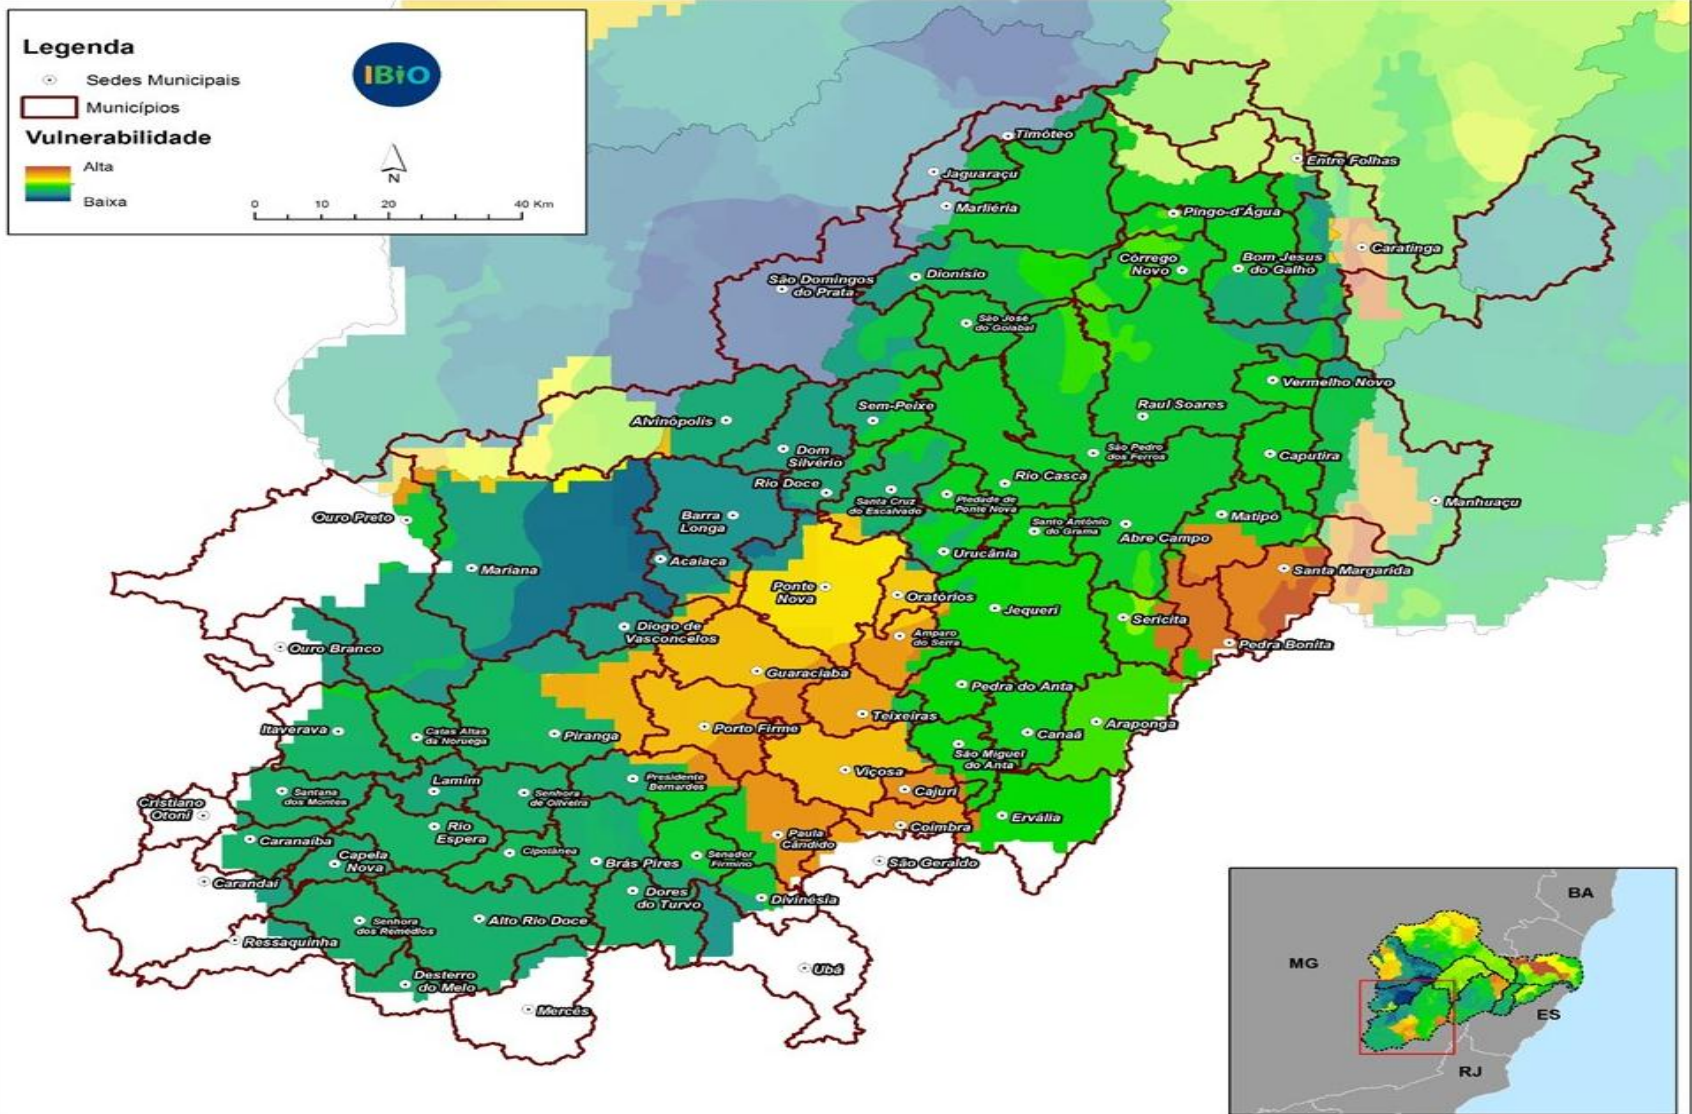 Legenda
Sedes Municipais
Municípios
Vulnerabilidade
Alta
Baixa
IBiO
N
0 10 20 40 Km
Timóteo
Entre Folhas
Jaguaraçu
Marliéria
Pingo-d'Água
Caratinga
Córrego
Novo
Bom Jesus
do Galho
Dionísio
São Domingos
do Prata
São José
do Goiabal
Vermelho Novo
Sem-Peixe
Raul Soares
Alvinópolis
Dom
Silvério
São Pedro
dos Ferros
Caputira
Rio Doce
Rio Casca
Santa Cruz
do Escalvado
Piedade de
Ponte Nova
Manhuaçu
Ouro Preto
Barra
Longa
Santo Antônio
do Grama
Matipó
Abre Campo
Urucânia
Acaiaca
Mariana
Santa Margarida
Ponte
Nova
Oratórios
Jequeri
Sericita
Diogo de
Vasconcelos
Amparo
do Serra
Ouro Branco
Pedra Bonita
Guaraciaba
Pedra do Anta
Teixeiras
Araponga
Itaverava
Catas Altas
da Noruega
Piranga
Porto Firme
Canaã
São Miguel
do Anta
Viçosa
Lamim
Presidente
Bernardes
Santana
dos Montes
Senhora
de Oliveira
Cajuri
Cristiano
Otoni
Ervália
Rio
Espera
Coimbra
Caranaíba
Paula
Cândido
Capela
Nova
Cipotânea
Brás Pires
Senador
Firmino
São Geraldo
Carandaí
Dores
do Turvo
Divinésia
Senhora
dos Remédios
Alto Rio Doce
Ressaquinha
Desterro
do Melo
Ubá
Mercês
BA
MG
ES
RJ